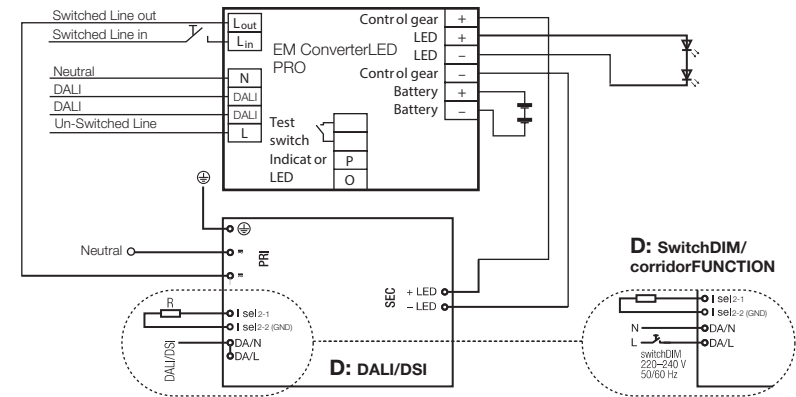 Switched Line out
Switched Line in
Neutral
DALI
DALI
Un-Switched Line
Lout
Lin
N
DALI
DALI
L
EM ConverterLED
PRO
Test
switch
Indicat or
LED
P
O
Control gear +
LED +
LED –
Control gear –
Battery +
Battery –
Neutral
PRI
=
=
SEC
+ LED
– LED
R
I sel2-1
I sel2-2 (GND)
DA/N
DA/L
DALI/DSI
D: DALI/DSI
D: SwitchDIM/
corridorFUNCTION
I sel2-1
I sel2-2 (GND)
N
DA/N
L
DA/L
switchDIM
220–240 V
50/60 Hz